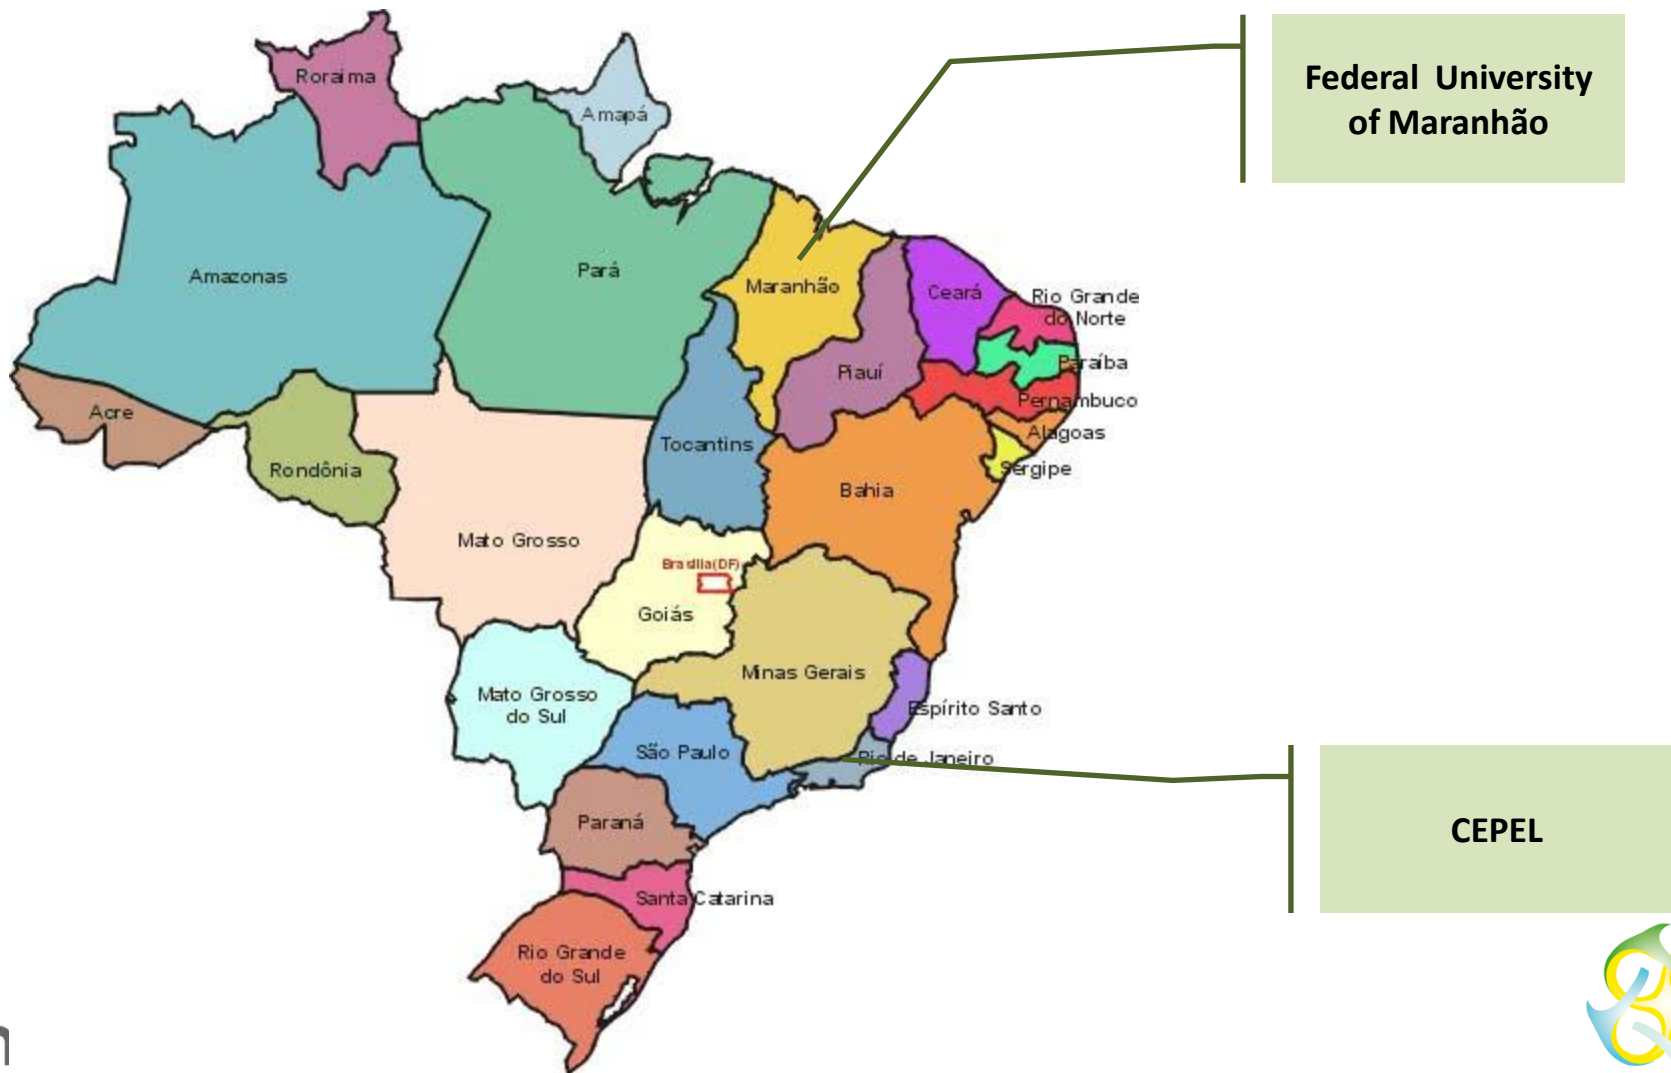 Federal University
of Maranhão
Roraima
Amapá
Amazonas
Pará
Maranhão
Ceará
Rio Grande
do Norte
Piauí
Paraíba
Pernambuco
Acre
Alagoas
Tocantins
Sergipe
Rondônia
Bahia
Mato Grosso
Brasília(DF)
Goiás
Minas Gerais
Mato Grosso
do Sul
Espírito Santo
São Paulo
Rio de Janeiro
Paraná
CEPEL
Santa Catarina
Rio Grande
do Sul